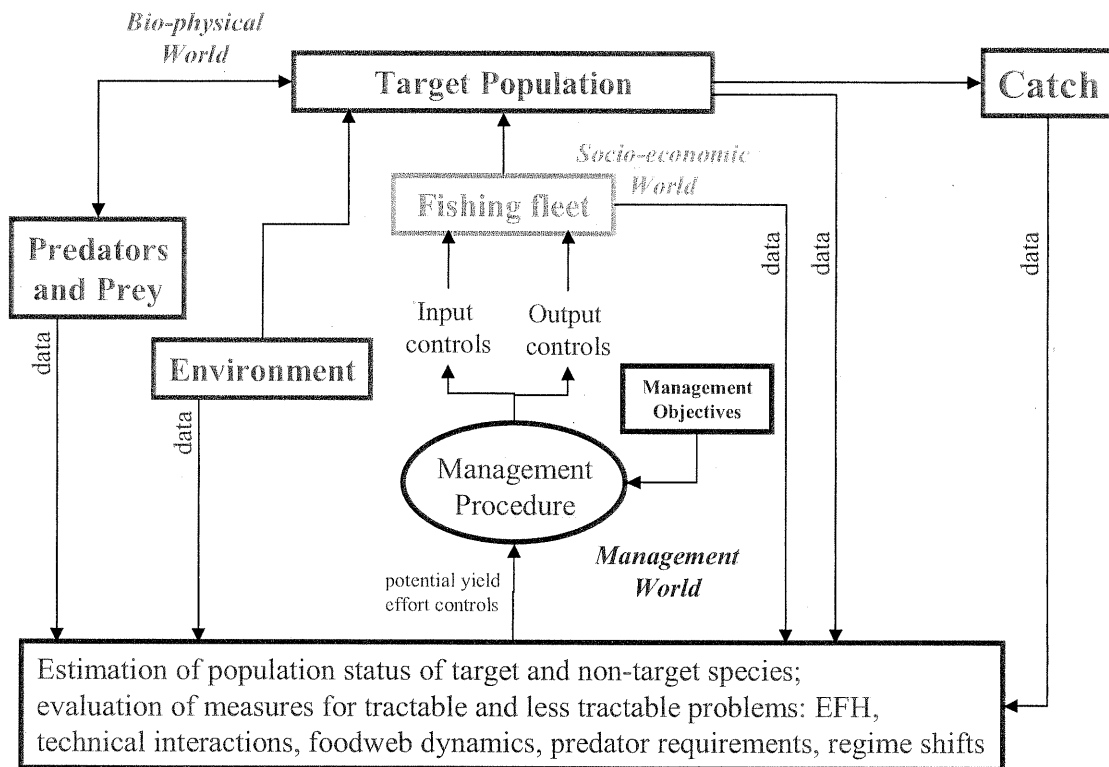 Bio-physical
World
Target Population
Catch
Socio-economic
World
Fishing fleet
Predators
and Prey
data
data
data
data
Input
controls
Output
controls
Environment
data
Management
Objectives
Management
Procedure
Management
World
potential yield
effort controls
Estimation of population status of target and non-target species;
evaluation of measures for tractable and less tractable problems: EFH,
technical interactions, foodweb dynamics, predator requirements, regime shifts